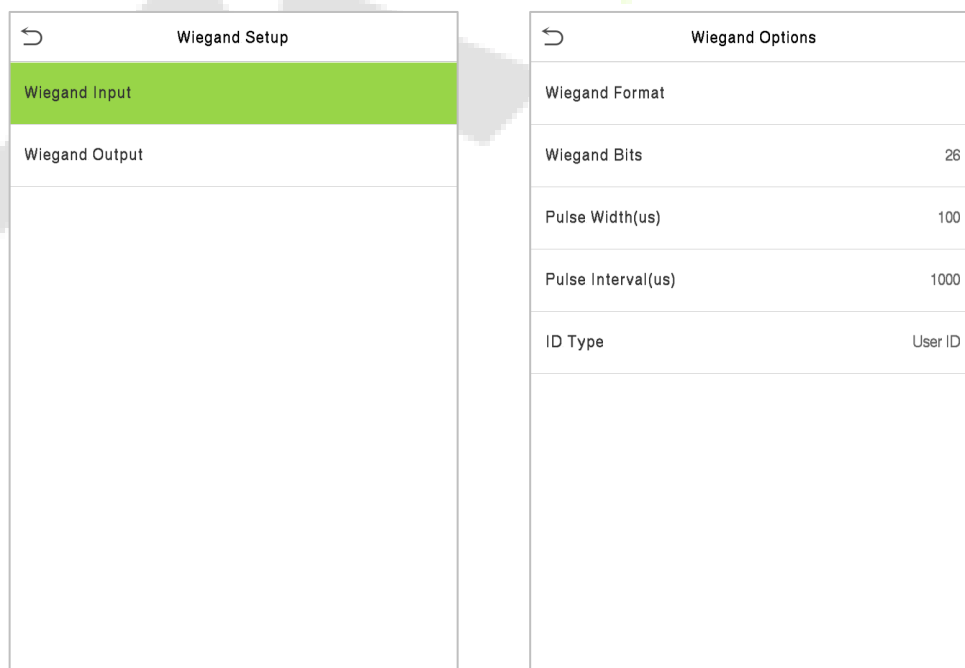 Wiegand Setup
Wiegand Input
Wiegand Output
Wiegand Options
Wiegand Format
Wiegand Bits 26
Pulse Width(us) 100
Pulse Interval(us) 1000
ID Type User ID